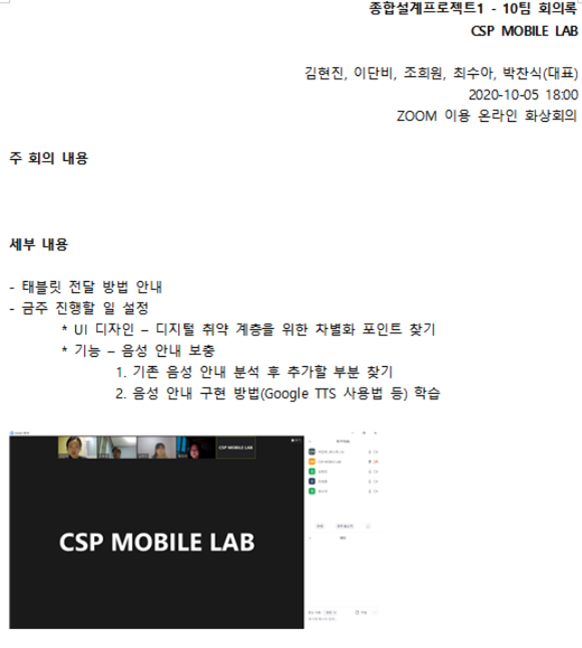 종합설계프로젝트1 - 10팀 회의록
CSP MOBILE LAB
김현진, 이단비, 조희원, 최수아, 박찬식(대표)
2020-10-05 18:00
ZOOM 이용 온라인 화상회의
주 회의 내용
세부 내용
- 태블릿 전달 방법 안내
- 금주 진행할 일 설정
* UI 디자인 – 디지털 취약 계층을 위한 차별화 포인트 찾기
* 기능 – 음성 안내 보충
1. 기존 음성 안내 분석 후 추가할 부분 찾기
2. 음성 안내 구현 방법(Google TTS 사용법 등) 학습
CSP MOBILE LAB
CSP MOBILE LAB
CSP MOBILE LAB